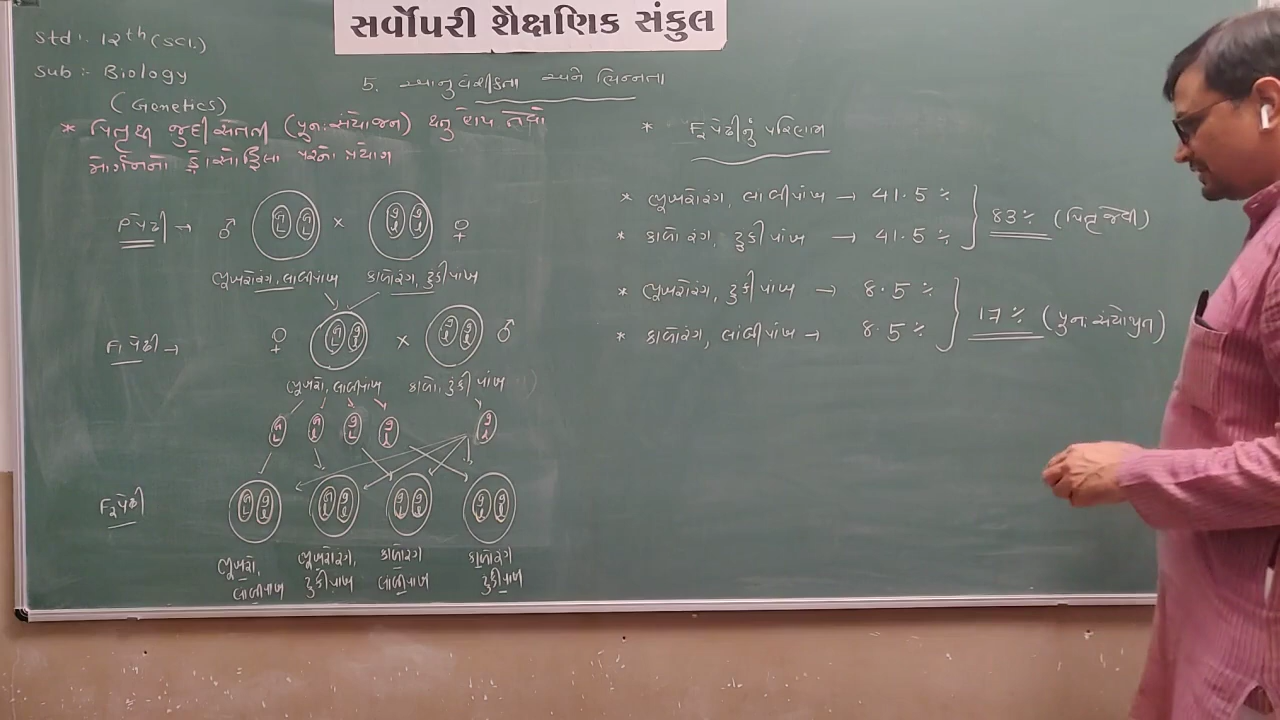 સર્વોપરી શૈક્ષણિક સંકુલ
Std :- 12th (Sci.)
Sub :- Biology
(Genetics)
5. આનુવંશિકતા અને ભિન્નતા
* પિતૃથી જુદી સંતતી (પુનઃસંયોજન) થતુ હોય તેવો
મોર્ગનનો ડ્રોસોફિલા પરનો પ્રયોગ
P પેઢી → ♂ × ♀
ભૂખરોરંગ, લાંબીપાંખ કાળોરંગ, ટુંકીપાંખ
F1 પેઢી → ♀ × ♂
ભૂખરો, લાંબીપાંખ કાળો, ટુંકીપાંખ
F2 પેઢી
ભૂખરો, લાંબીપાંખ
ભૂખરોરંગ, ટુંકીપાંખ
કાળોરંગ લાંબીપાંખ
કાળોરંગ ટુંકીપાંખ
* F2 પેઢીનું પરિણામ
* ભૂખરોરંગ, લાંબીપાંખ → 41.5 %
* કાળો રંગ, ટુંકીપાંખ → 41.5 %
83 % (પિતૃ જેવી)
* ભૂખરોરંગ, ટુંકીપાંખ → 8.5 %
* કાળોરંગ, લાંબીપાંખ → 8.5 %
17 % (પુનઃસંયોજીત)